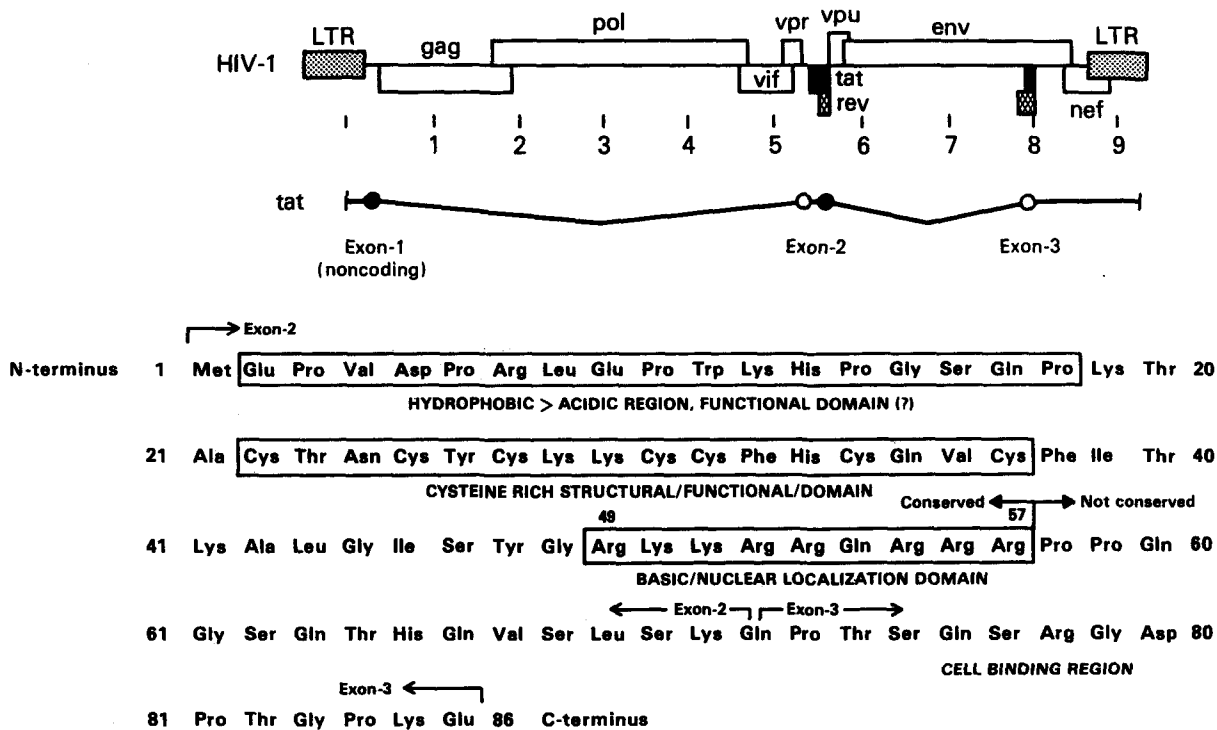 LTR gag pol vpr vpu env LTR
HIV-1 vif tat nef
rev
1 2 3 4 5 6 7 8 9
tat
Exon-1 Exon-2 Exon-3
(noncoding)
Exon-2
N-terminus 1 Met Glu Pro Val Asp Pro Arg Leu Glu Pro Trp Lys His Pro Gly Ser Gln Pro Lys Thr 20
HYDROPHOBIC > ACIDIC REGION, FUNCTIONAL DOMAIN (?)
21 Ala Cys Thr Asn Cys Tyr Cys Lys Lys Cys Cys Phe His Cys Gln Val Cys Phe Ile Thr 40
CYSTEINE RICH STRUCTURAL/FUNCTIONAL/DOMAIN
Conserved Not conserved
49 57
41 Lys Ala Leu Gly Ile Ser Tyr Gly Arg Lys Lys Arg Arg Gln Arg Arg Arg Pro Pro Gln 60
BASIC/NUCLEAR LOCALIZATION DOMAIN
Exon-2 Exon-3
61 Gly Ser Gln Thr His Gln Val Ser Leu Ser Lys Gln Pro Thr Ser Gln Ser Arg Gly Asp 80
CELL BINDING REGION
Exon-3
81 Pro Thr Gly Pro Lys Glu 86 C-terminus